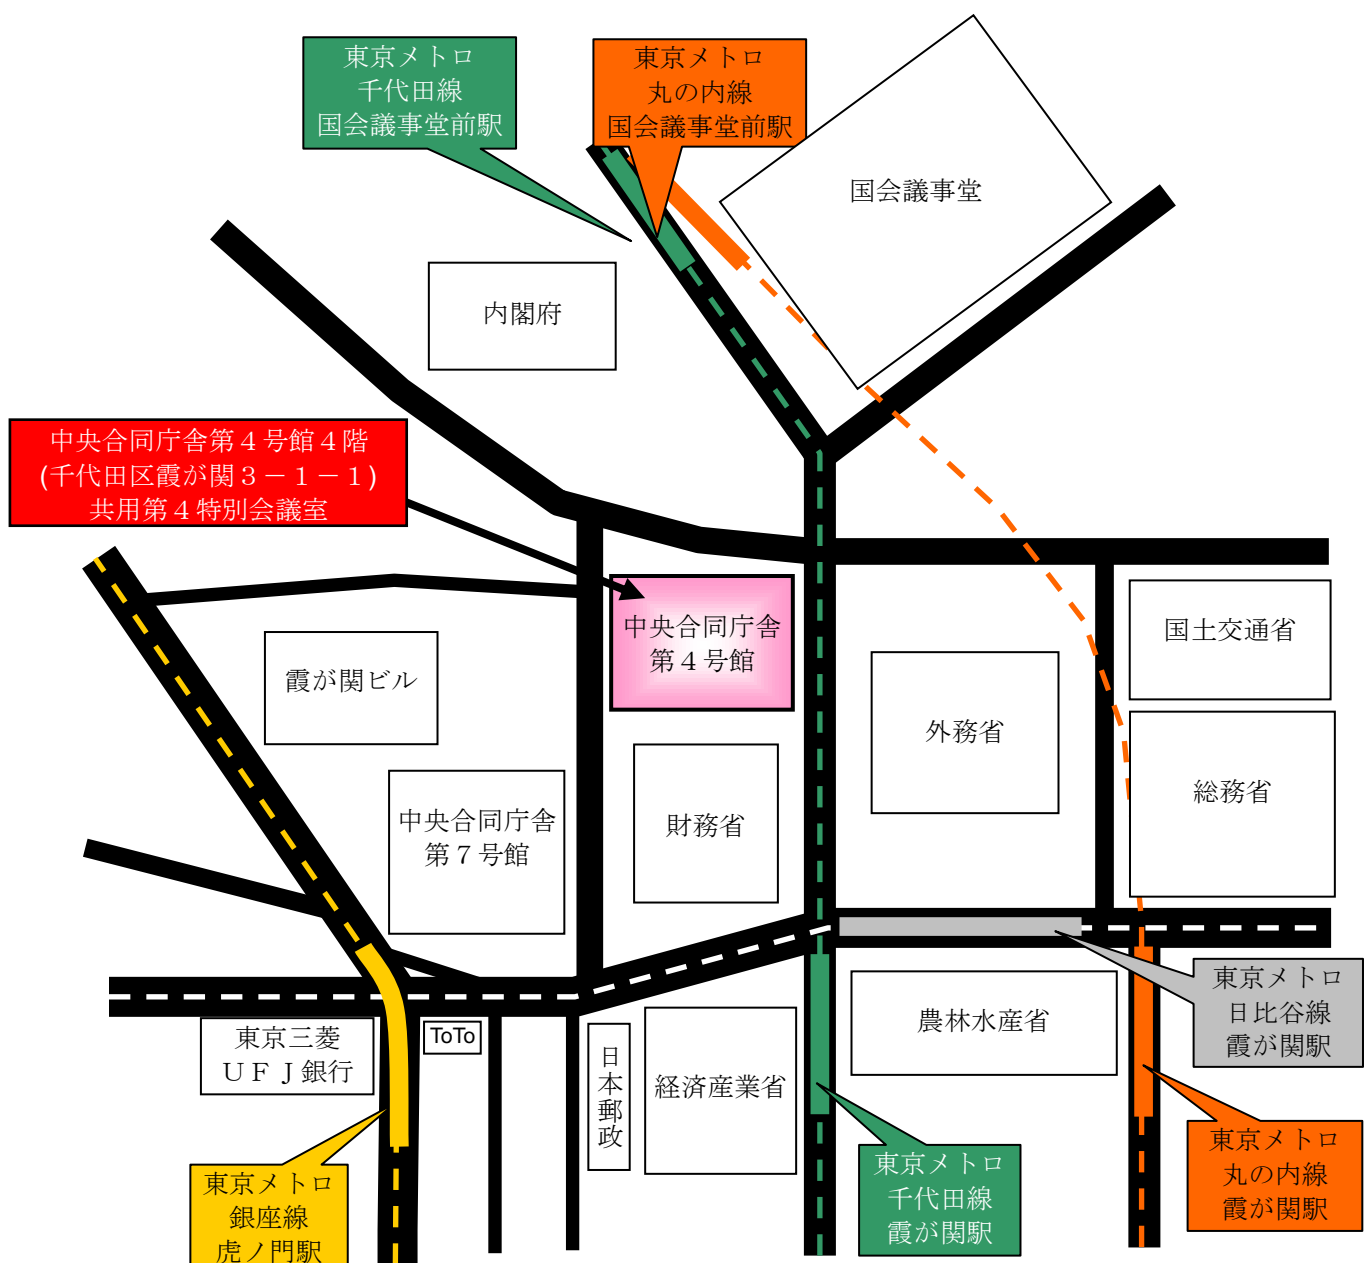 東京メトロ
千代田線
国会議事堂前駅
東京メトロ
丸の内線
国会議事堂前駅
国会議事堂
内閣府
中央合同庁舎第４号館４階
(千代田区霞が関３－１－１)
共用第４特別会議室
中央合同庁舎
第４号館
国土交通省
霞が関ビル
外務省
総務省
中央合同庁舎
第７号館
財務省
東京メトロ
日比谷線
霞が関駅
農林水産省
東京三菱
ＵＦＪ銀行
ToTo
日本郵政
経済産業省
東京メトロ
銀座線
虎ノ門駅
東京メトロ
千代田線
霞が関駅
東京メトロ
丸の内線
霞が関駅